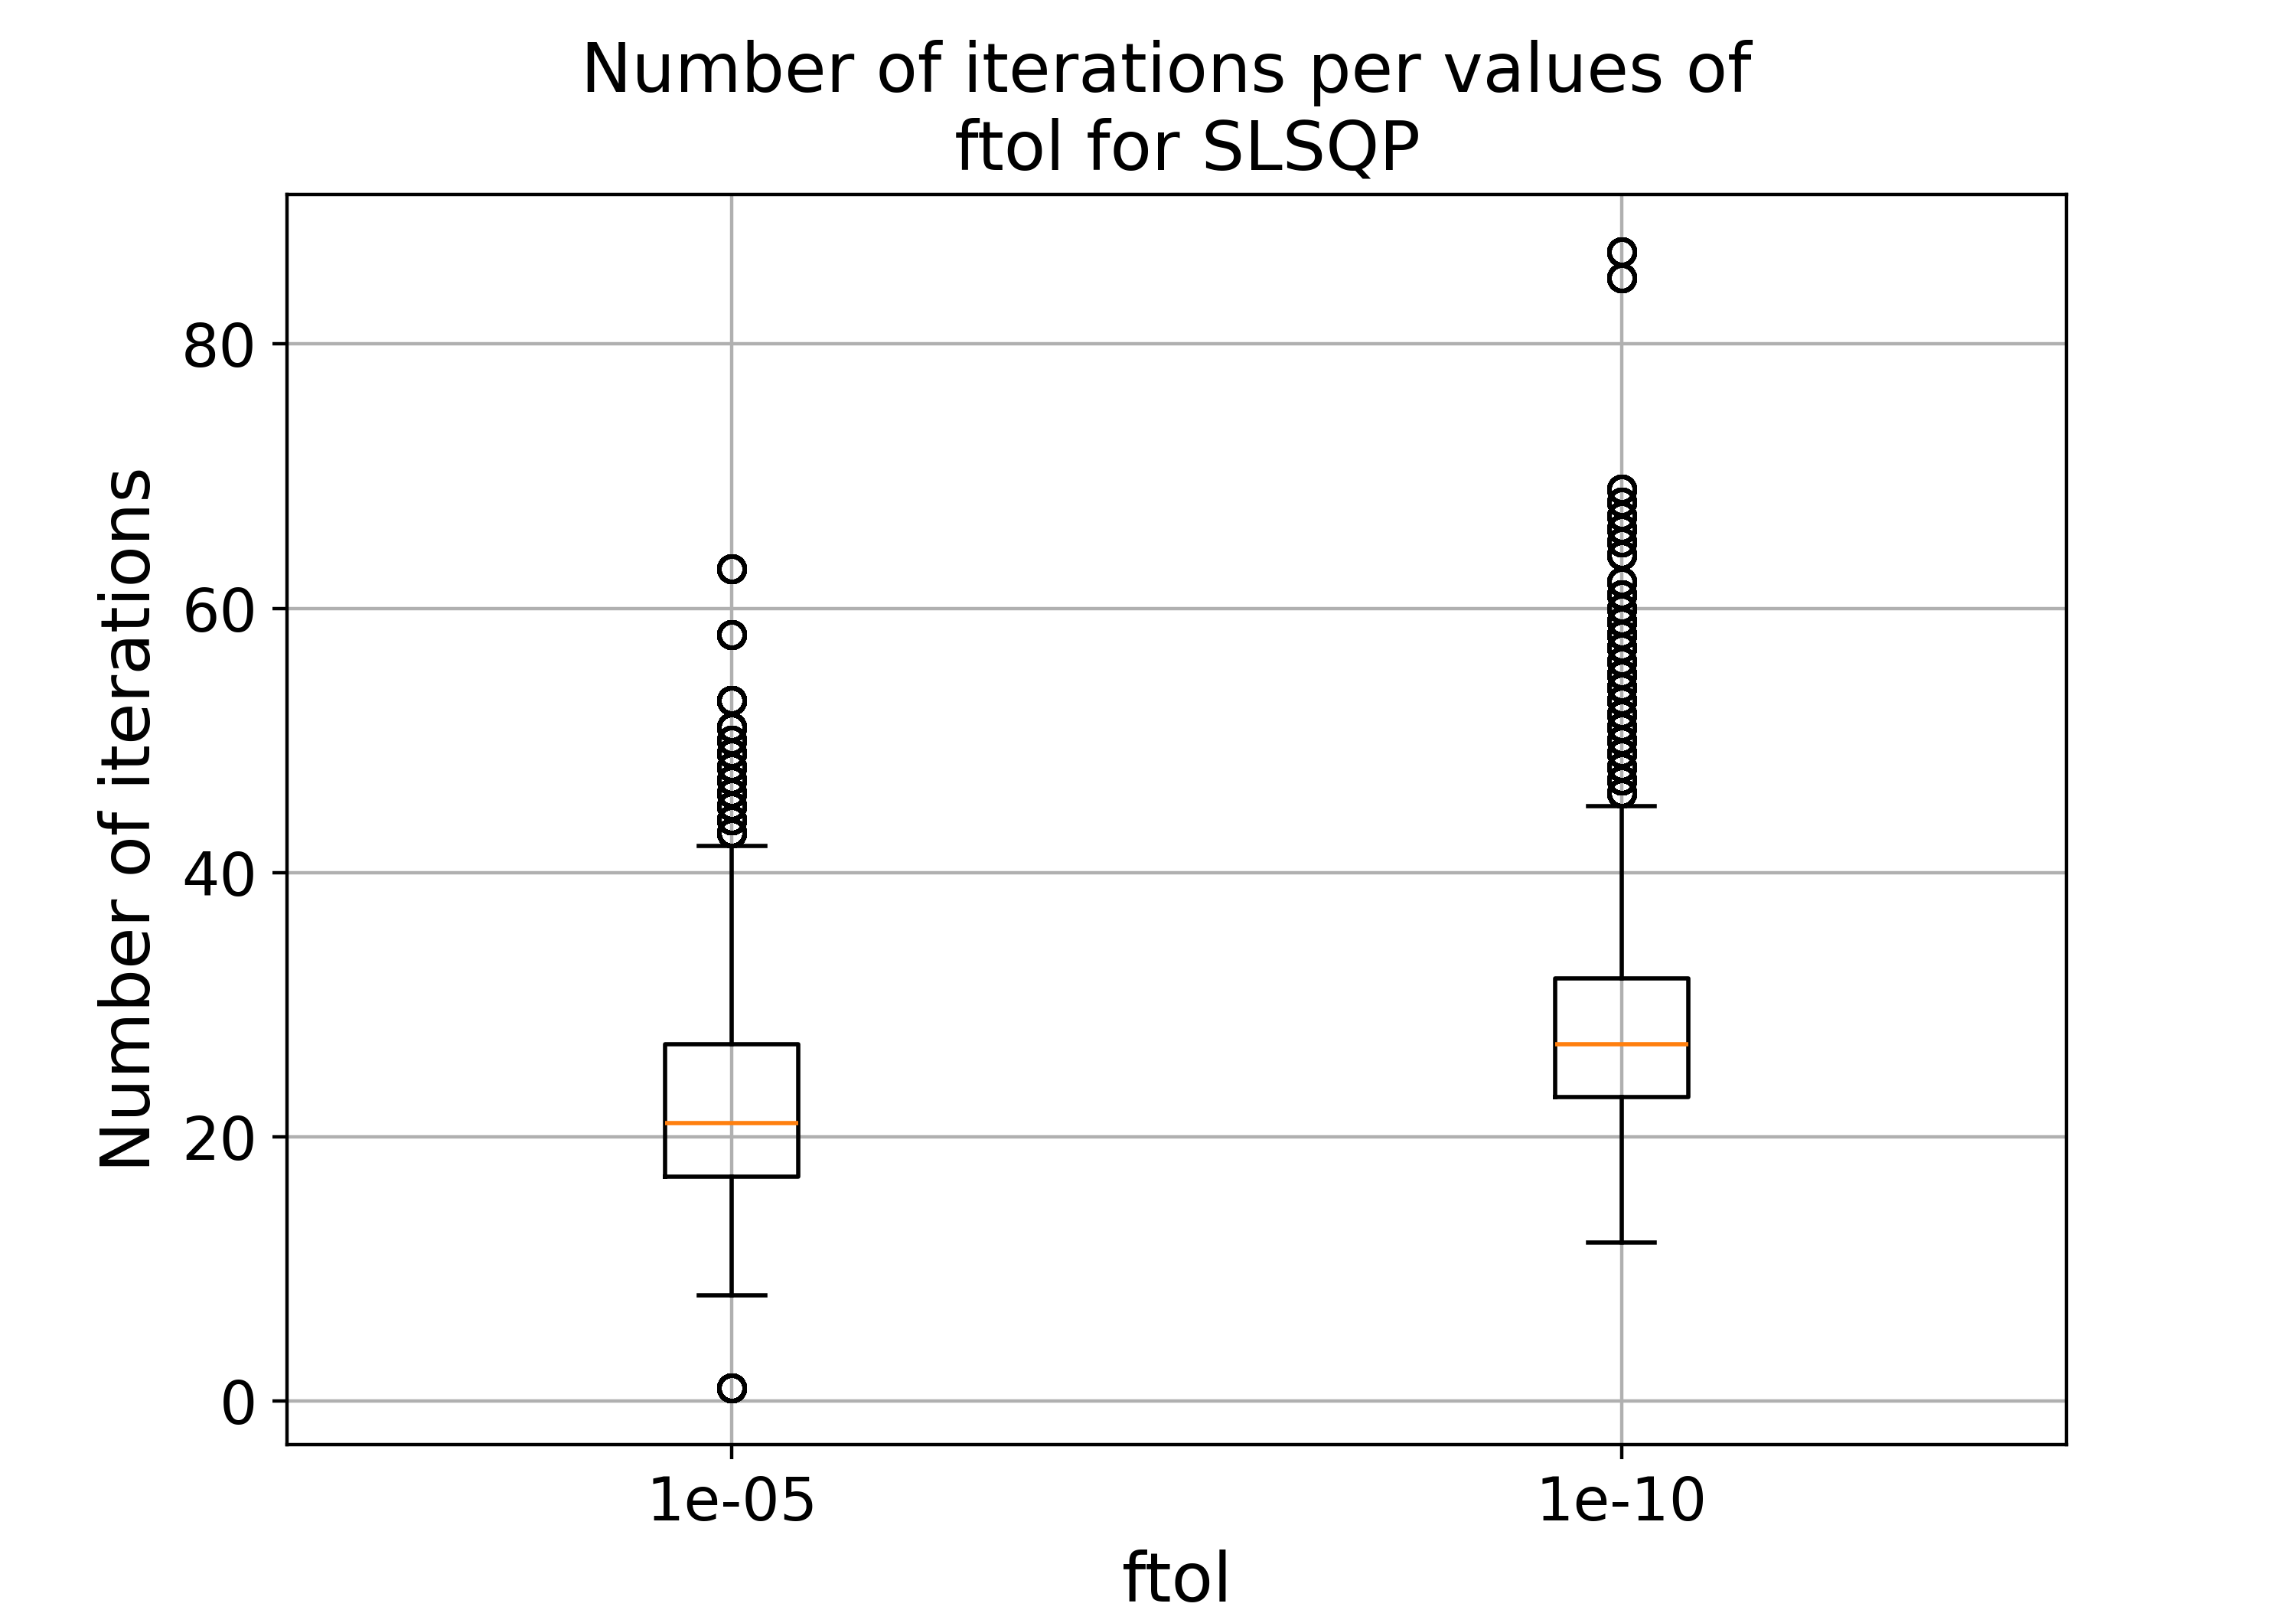 Number of iterations per values of
ftol for SLSQP
Number of iterations
80
60
40
20
0
1e-05
1e-10
ftol